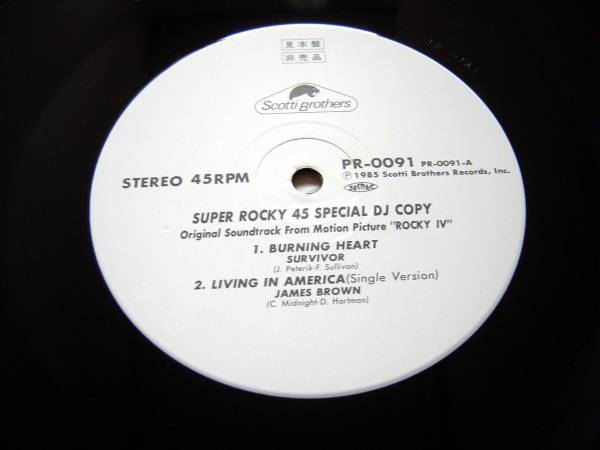 見本盤
非売品
Scotti Brothers
STEREO 45RPM
PR-0091 PR-0091-A
Ⓟ1985 Scotti Brothers Records, Inc.
JASRAC
SUPER ROCKY 45 SPECIAL DJ COPY
Original Soundtrack From Motion Picture "ROCKY IV"
1. BURNING HEART
SURVIVOR
(J. Peterik-F. Sullivan)
2. LIVING IN AMERICA(Single Version)
JAMES BROWN
(C. Midnight-D. Hartman)